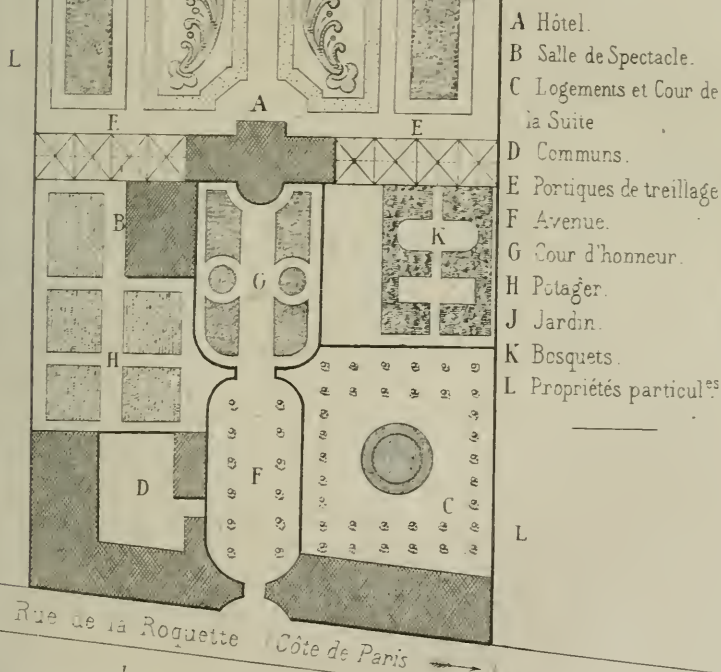 L
A
E
E
B
K
G
H
F
D
C
L
A Hôtel.
B Salle de Spectacle.
C Logements et Cour de
la Suite
D Communs.
E Portiques de treillage
F Avenue.
G Cour d'honneur.
H Potager.
J Jardin.
K Bosquets.
L Propriétés particul.es
Rue de la Roquette Côte de Paris